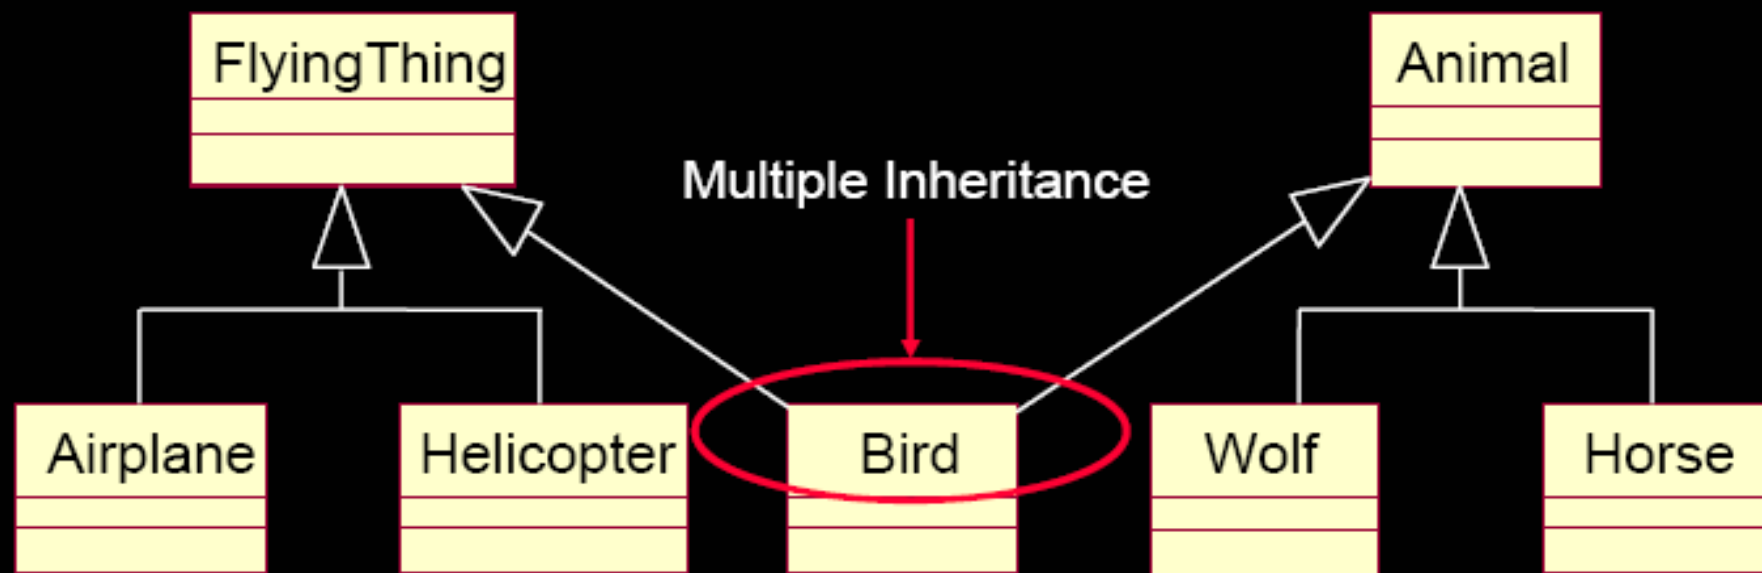 FlyingThing
Animal
Multiple Inheritance
Airplane
Helicopter
Bird
Wolf
Horse